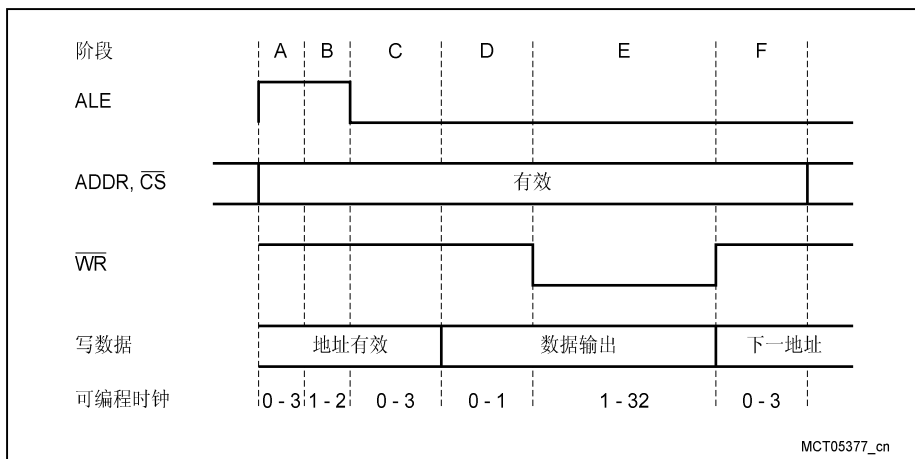 阶段 A B C D E F
ALE
ADDR, C̅S̅ 有效
W̅R̅
写数据 地址有效 数据输出 下一地址
可编程时钟 0 - 3 1 - 2 0 - 3 0 - 1 1 - 32 0 - 3
MCT05377_cn